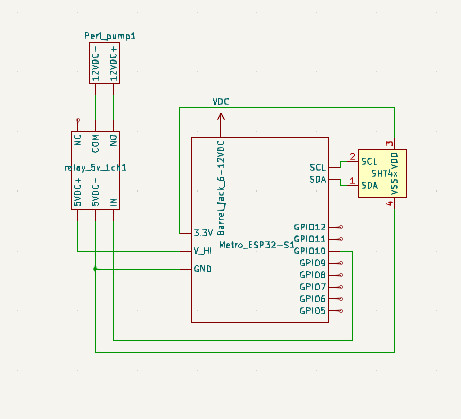 Peri_pump1
12VDC-
12VDC+
VDC
NC
COM
NO
relay_5v_1ch1
5VDC+
5VDC-
IN
Barrel_Jack_6-12VDC
3.3V
V_HI
GND
Metro_ESP32-S1
SCL
SDA
GPIO12
GPIO11
GPIO10
GPIO9
GPIO8
GPIO7
GPIO6
GPIO5
3
2
SCL
VDD
SHT4x
1
SDA
VSS
4